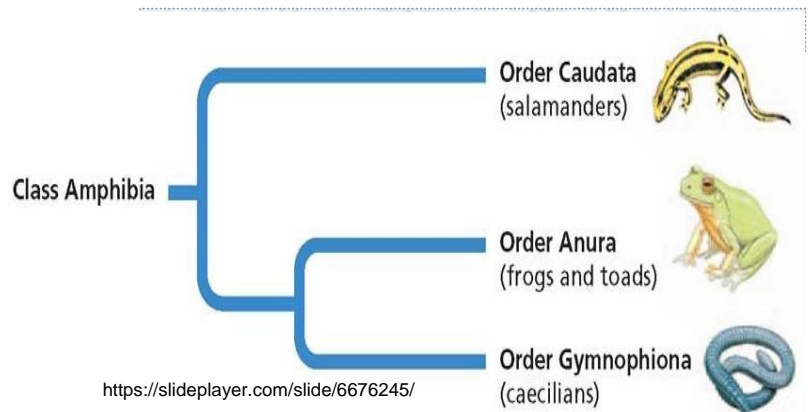 Order Caudata
(salamanders)
Class Amphibia
Order Anura
(frogs and toads)
Order Gymnophiona
(caecilians)
https://slideplayer.com/slide/6676245/